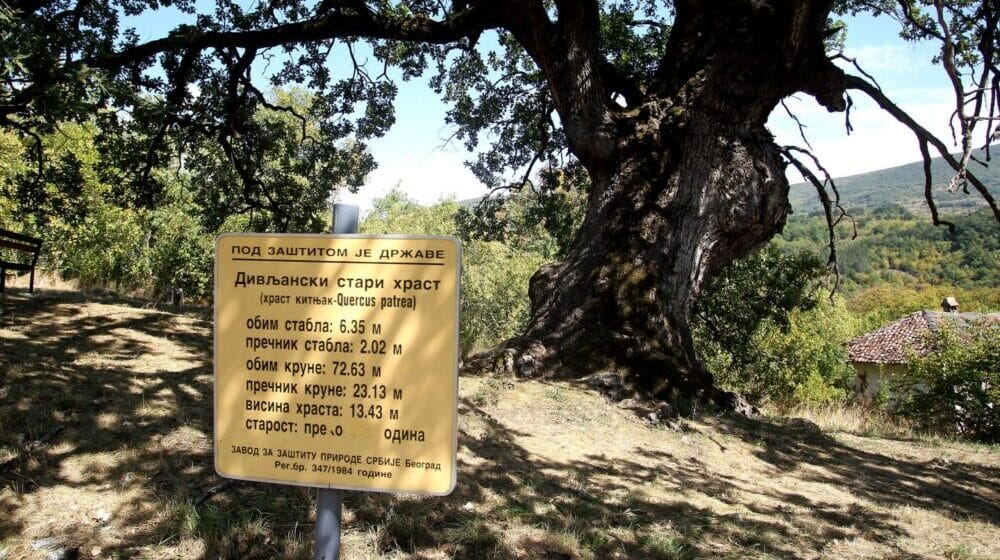 ПОД ЗАШТИТОМ ЈЕ ДРЖАВЕ
Дивљански стари храст
(храст китњак-Quercus patrea)
обим стабла: 6.35 м
пречник стабла: 2.02 м
обим круне: 72.63 м
пречник круне: 23.13 м
висина храста: 13.43 м
старост:
ЗАВОД ЗА ЗАШТИТУ ПРИРОДЕ СРБИЈЕ Београд
Рег.бр. 347/1984 године